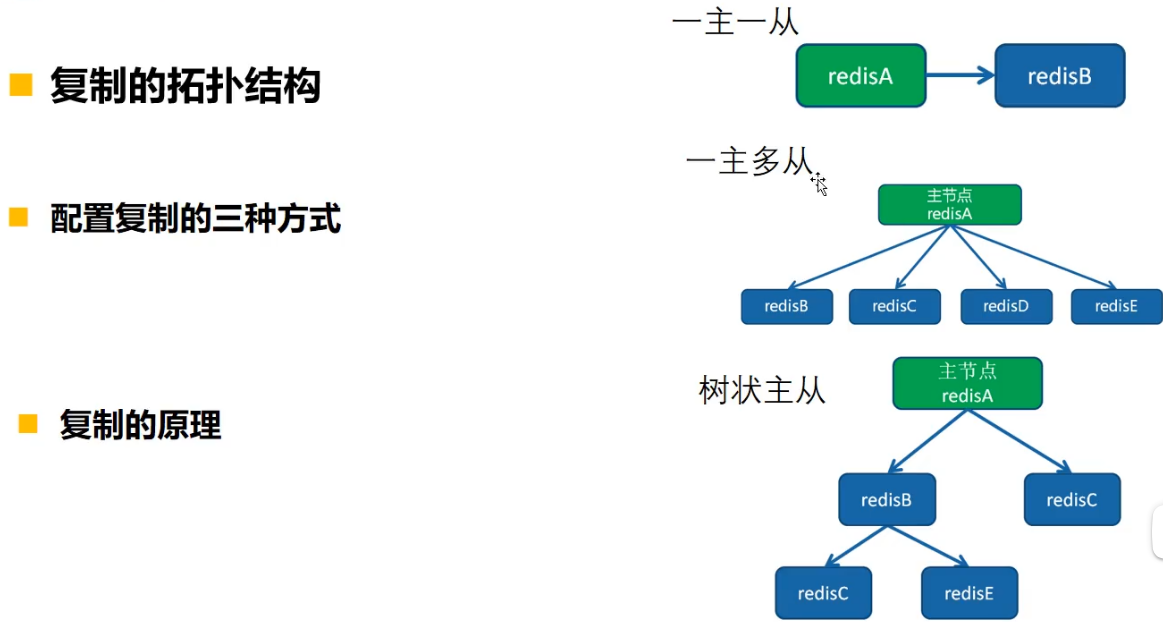 复制的拓扑结构
配置复制的三种方式
复制的原理
一主一从
redisA
redisB
一主多从
主节点
redisA
redisB
redisC
redisD
redisE
树状主从
主节点
redisA
redisB
redisC
redisC
redisE